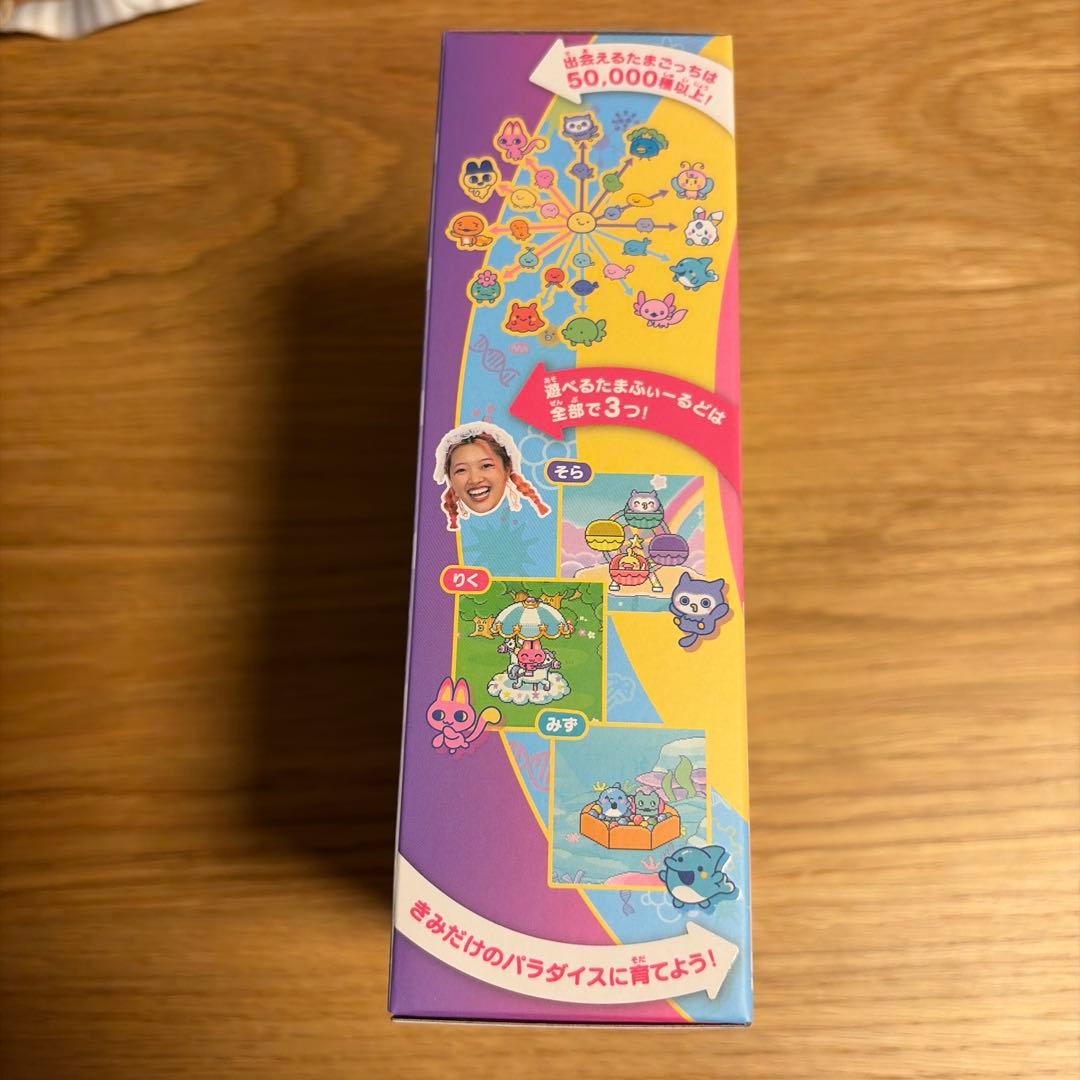 出会えるたまごっちは
50,000種以上!
遊べるたまふぃーるどは
全部で3つ!
そら
りく
みず
きみだけのパラダイスに育てよう!